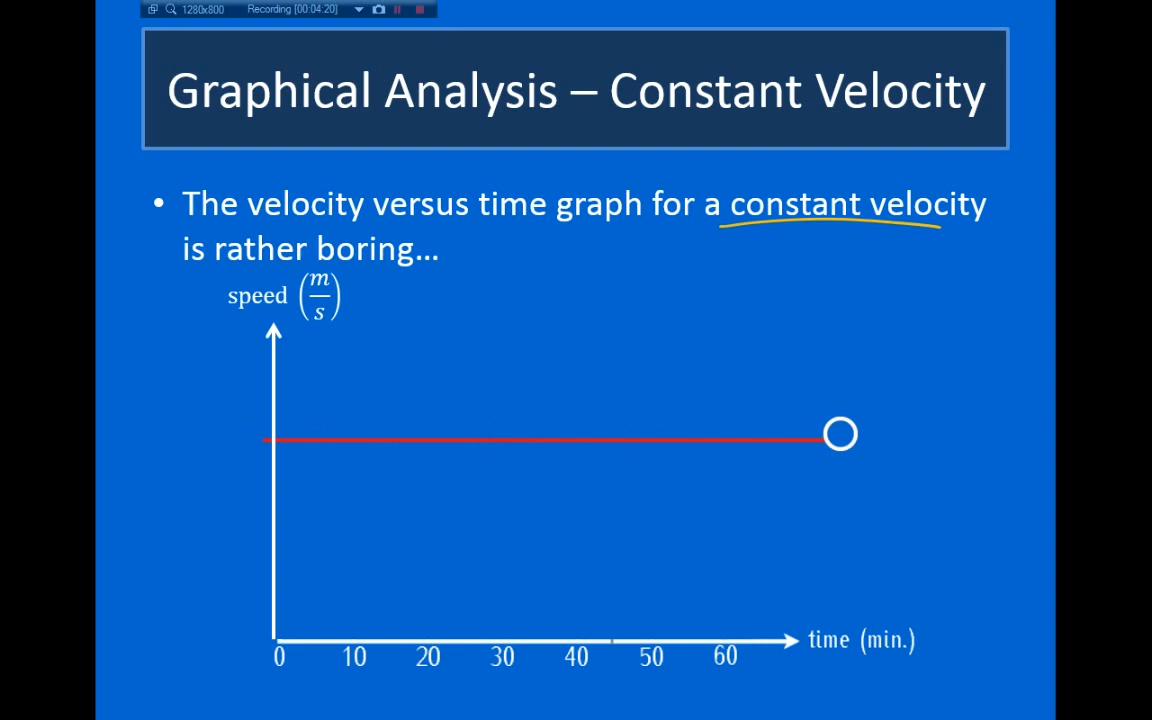 1280x800 Recording [00:04:20]
Graphical Analysis – Constant Velocity
• The velocity versus time graph for a constant velocity
is rather boring…
speed (m/s)
time (min.)
0 10 20 30 40 50 60